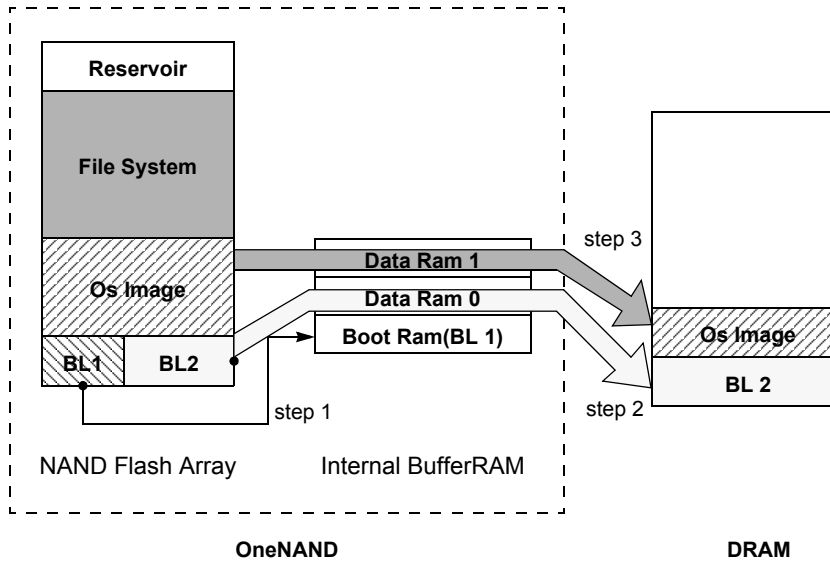 Reservoir
File System
step 3
Data Ram 1
Os Image
Data Ram 0
Os Image
Boot Ram(BL 1)
BL1
BL2
BL 2
step 1
step 2
NAND Flash Array
Internal BufferRAM
OneNAND
DRAM